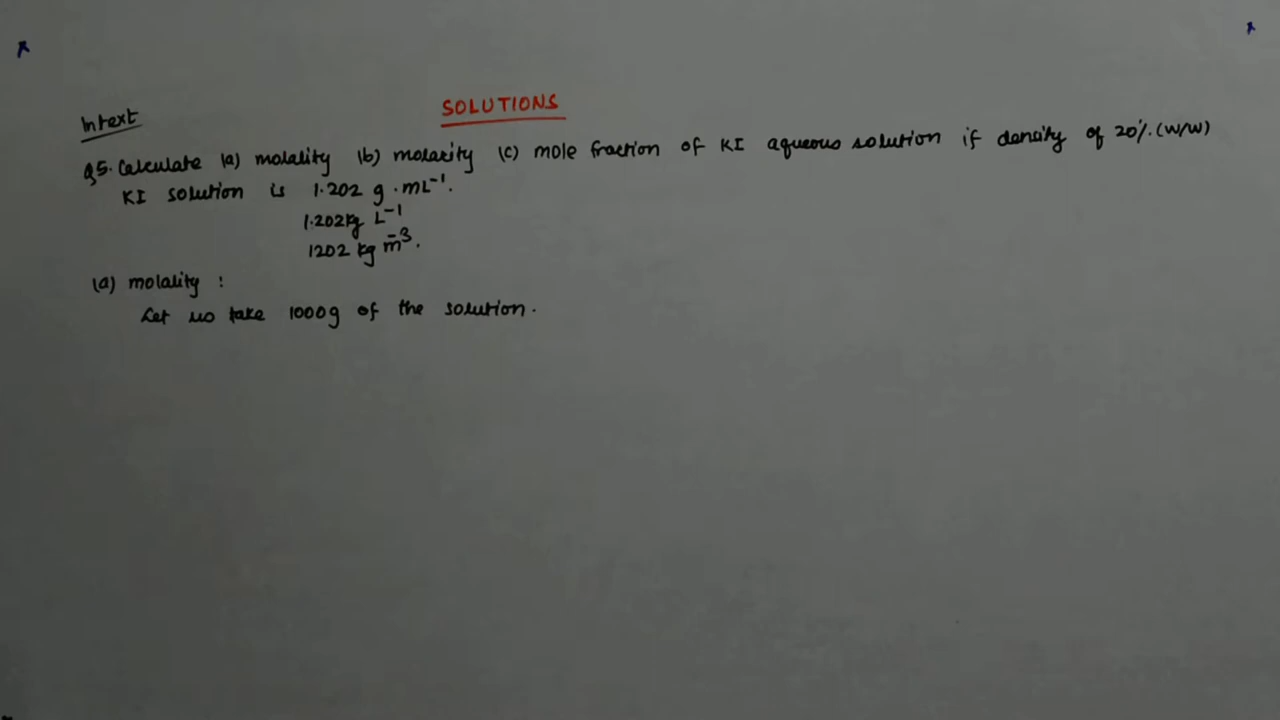 SOLUTIONS
Intext
Q5. Calculate (a) molality (b) molarity (c) mole fraction of KI aqueous solution if density of 20%.(w/w)
KI solution is 1.202 g.mL⁻¹.
1.202kg L⁻¹
1202 kg m⁻³.
(a) molality :
Let us take 1000g of the solution.